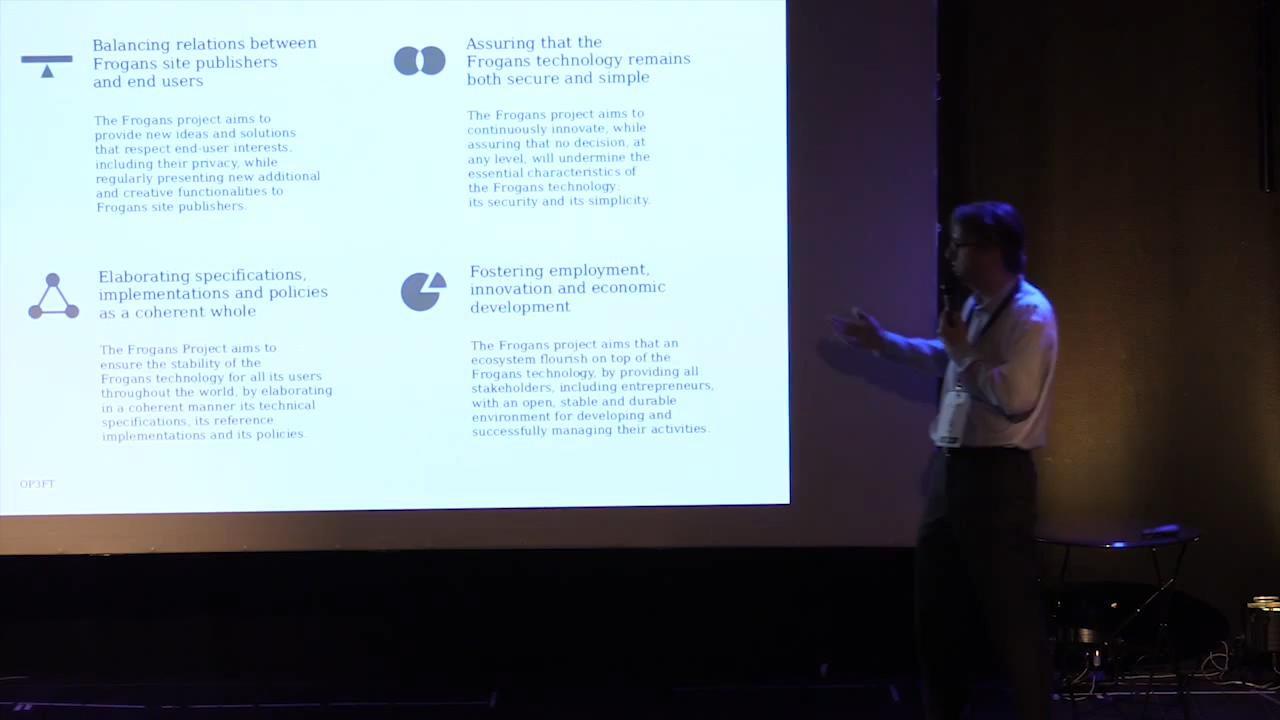 Balancing relations between
Frogans site publishers
and end users
The Frogans project aims to
provide new ideas and solutions
that respect end-user interests,
including their privacy, while
regularly presenting new additional
and creative functionalities to
Frogans site publishers.
Assuring that the
Frogans technology remains
both secure and simple
The Frogans project aims to
continuously innovate, while
assuring that no decision, at
any level, will undermine the
essential characteristics of
the Frogans technology:
its security and its simplicity.
Elaborating specifications,
implementations and policies
as a coherent whole
The Frogans Project aims to
ensure the stability of the
Frogans technology for all its users
throughout the world, by elaborating
in a coherent manner its technical
specifications, its reference
implementations and its policies.
Fostering employment,
innovation and economic
development
The Frogans project aims that an
ecosystem flourish on top of the
Frogans technology, by providing all
stakeholders, including entrepreneurs,
with an open, stable and durable
environment for developing and
successfully managing their activities.
OP3FT